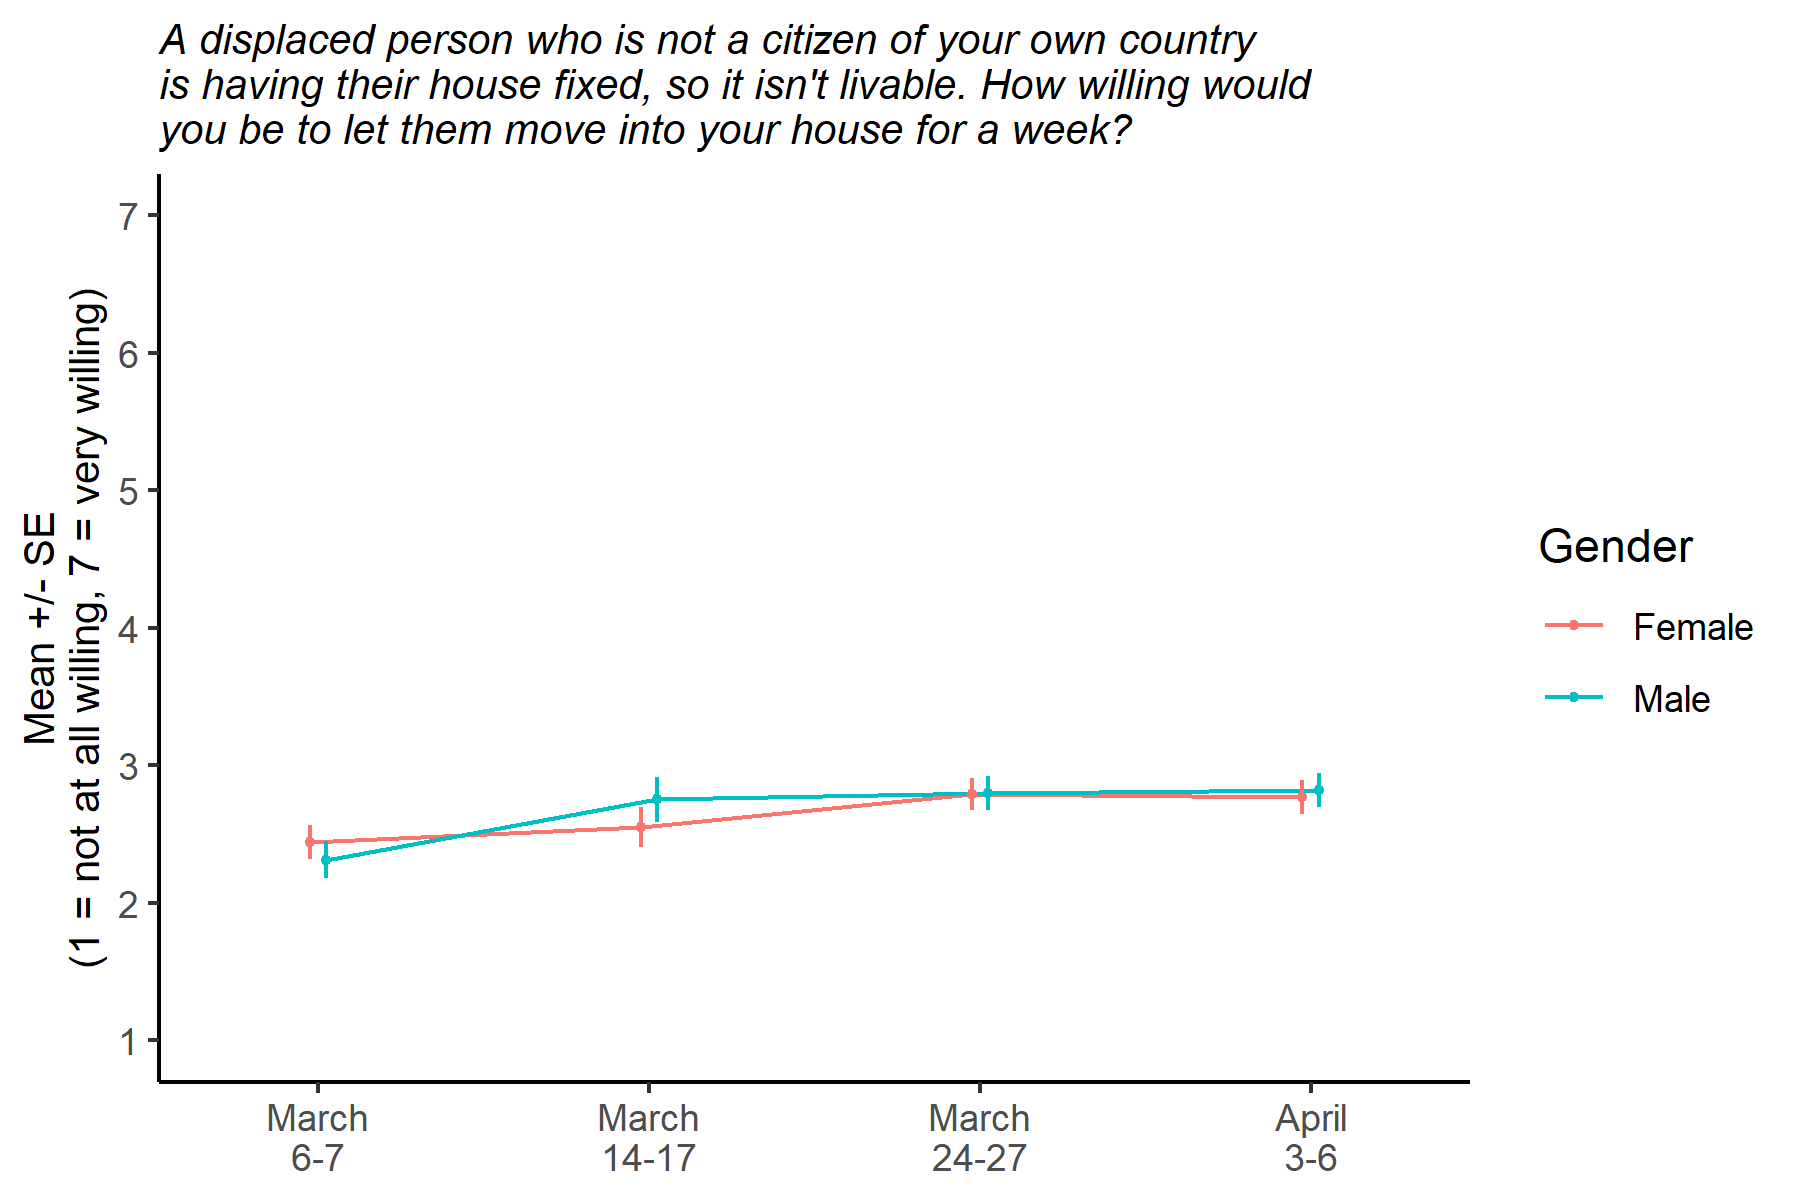 A displaced person who is not a citizen of your own country
is having their house fixed, so it isn't livable. How willing would
you be to let them move into your house for a week?
Mean +/- SE
(1 = not at all willing, 7 = very willing)
7
6
5
4
3
2
1
March
6-7
March
14-17
March
24-27
April
3-6
Gender
Female
Male